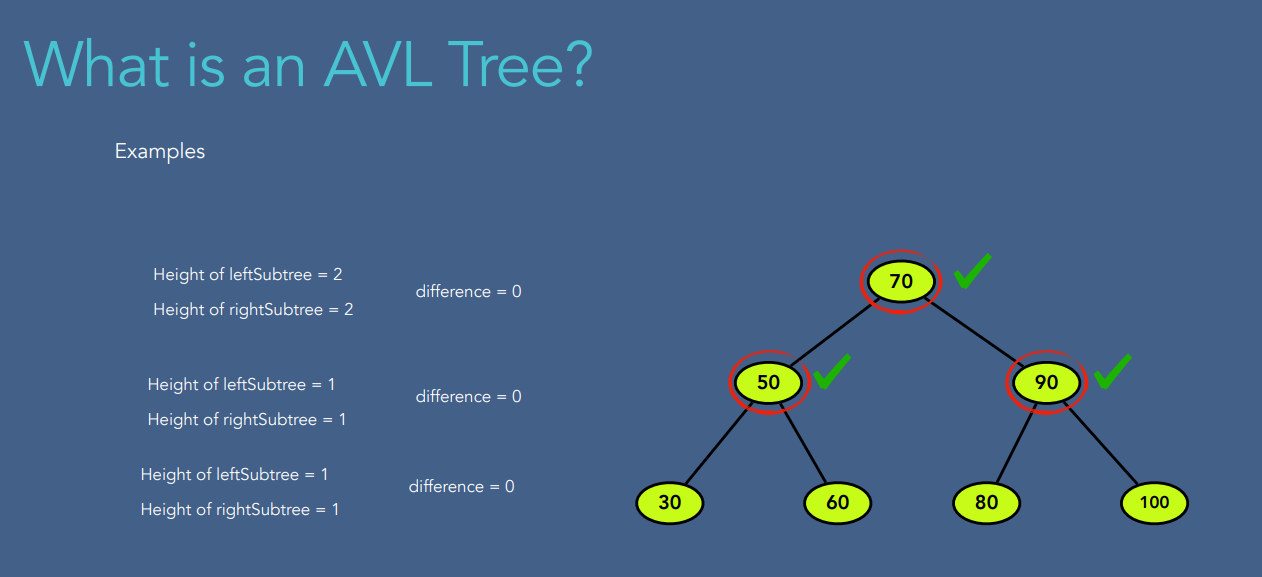 What is an AVL Tree?
Examples
Height of leftSubtree = 2
Height of rightSubtree = 2
difference = 0
Height of leftSubtree = 1
Height of rightSubtree = 1
difference = 0
Height of leftSubtree = 1
Height of rightSubtree = 1
difference = 0
70
50
90
30
60
80
100